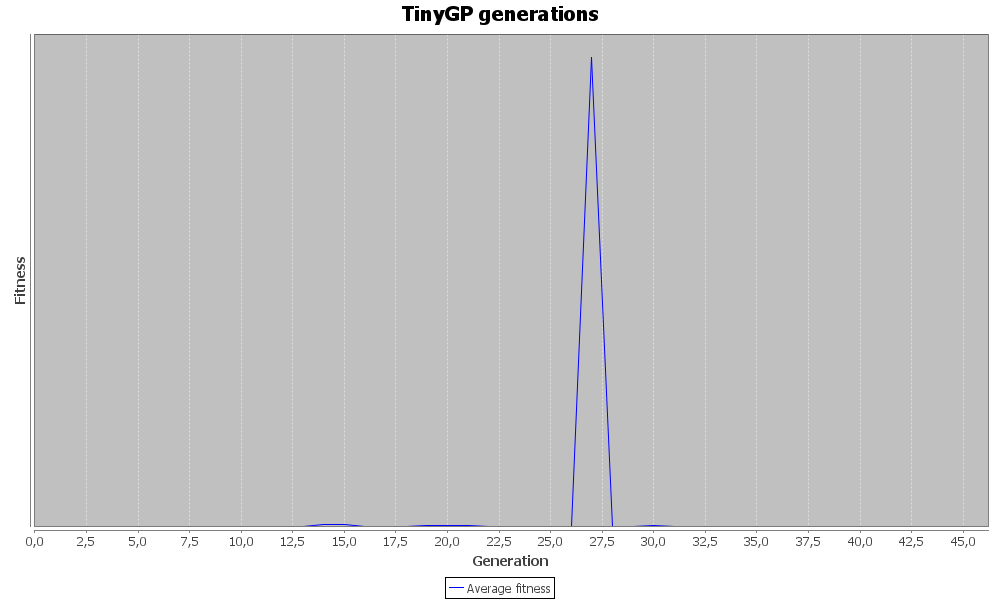 TinyGP generations
Fitness
0,0 2,5 5,0 7,5 10,0 12,5 15,0 17,5 20,0 22,5 25,0 27,5 30,0 32,5 35,0 37,5 40,0 42,5 45,0
Generation
Average fitness